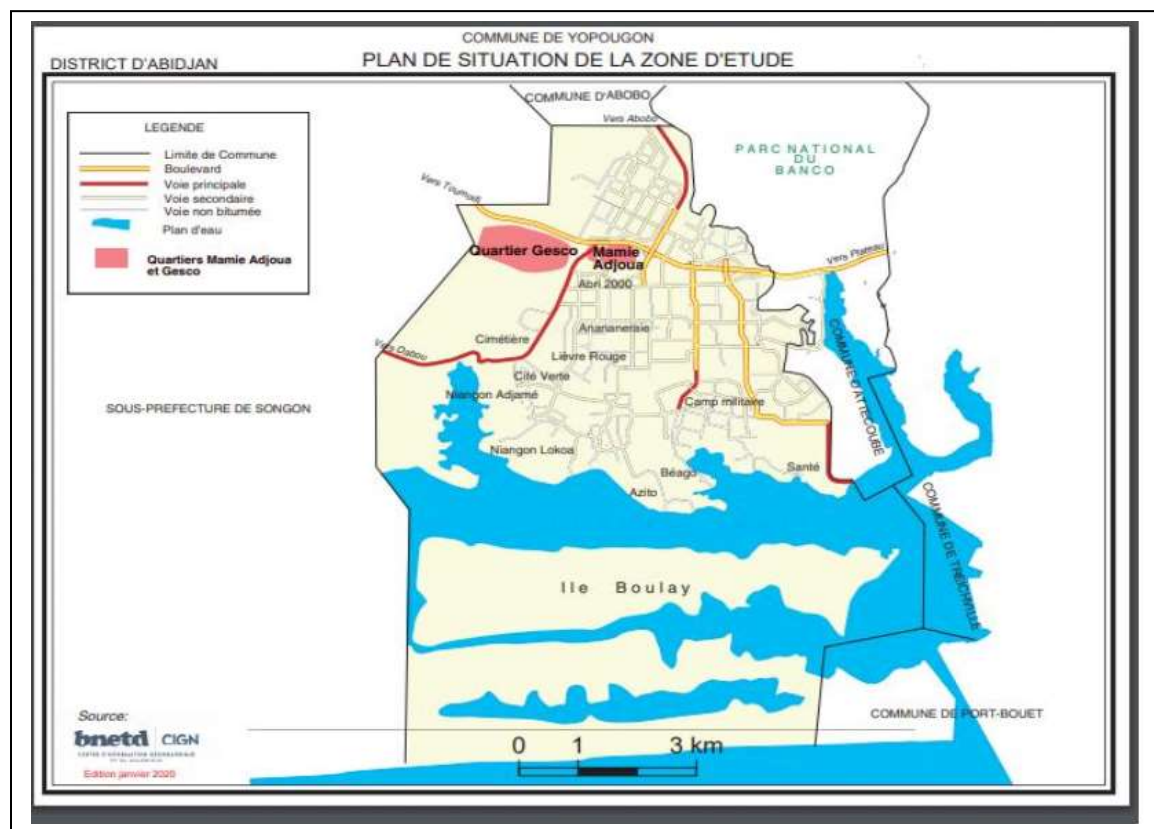 COMMUNE DE YOPOUGON
DISTRICT D'ABIDJAN
PLAN DE SITUATION DE LA ZONE D'ETUDE
COMMUNE D'ABOBO
Vers Abobo
LEGENDE
Limite de Commune
Boulevard
Voie principale
Voie secondaire
Voie non bitumée
Plan d'eau
Quartiers Mamie Adjoua
et Gesco
PARC NATIONAL
DU
BANCO
Vers Toumodi
Quartier Gesco
Mamie
Adjoua
Vers Plateau
Abri 2000
Anananeraie
Cimétière
Vers Dabou
Lièvre Rouge
Cité Verte
Niangon Adjamé
Camp militaire
COMMUNE D'ATTECOUBE
SOUS-PREFECTURE DE SONGON
Niangon Lokoa
Béago
Santé
Azito
COMMUNE DE TREICHVILLE
Ile Boulay
COMMUNE DE PORT-BOUET
Source:
bnetd CIGN
Edition janvier 2020
0 1 3 km